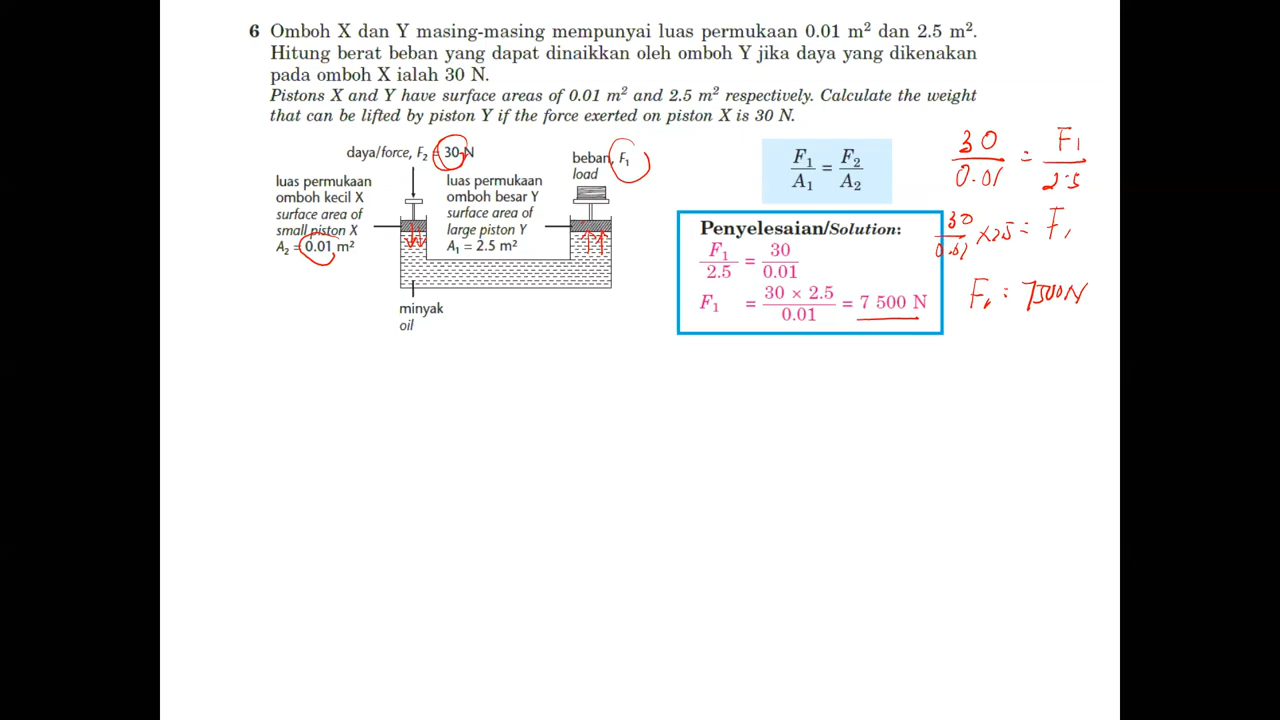 6 Omboh X dan Y masing-masing mempunyai luas permukaan 0.01 m² dan 2.5 m².
Hitung berat beban yang dapat dinaikkan oleh omboh Y jika daya yang dikenakan
pada omboh X ialah 30 N.
Pistons X and Y have surface areas of 0.01 m² and 2.5 m² respectively. Calculate the weight
that can be lifted by piston Y if the force exerted on piston X is 30 N.
daya/force, F₂ = 30 N
luas permukaan
omboh kecil X
surface area of
small piston X
A₂ = 0.01 m²
luas permukaan
omboh besar Y
surface area of
large piston Y
A₁ = 2.5 m²
beban, F₁
load
minyak
oil
F₁/A₁ = F₂/A₂
Penyelesaian/Solution:
F₁/2.5 = 30/0.01
F₁ = 30 × 2.5/0.01 = 7 500 N
30/0.01 = F₁/2.5
30/0.01 × 2.5 = F₁
F₁ = 7500 N